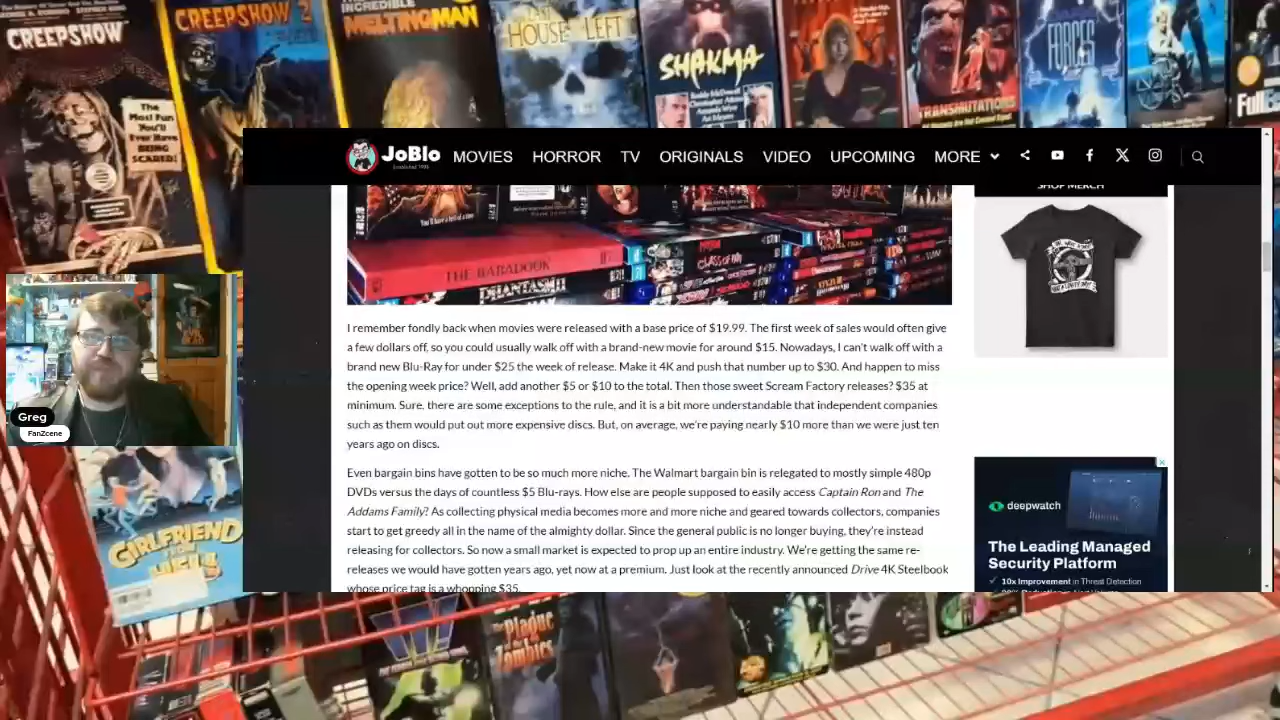 CREEPSHOW
CREEPSHOW 2
INCREDIBLE
MELTING MAN
HOUSE LEFT
SHAKMA
TRANSMUTATIONS
FORCES
Full
The
Most Fun
You'll
Ever Have
BEING
SCARED!
JoBlo
MOVIES HORROR TV ORIGINALS VIDEO UPCOMING MORE
SHOP MERCH
THE BABADOOK
PHANTASM II
I remember fondly back when movies were released with a base price of $19.99. The first week of sales would often give
a few dollars off, so you could usually walk off with a brand-new movie for around $15. Nowadays, I can't walk off with a
brand new Blu-Ray for under $25 the week of release. Make it 4K and push that number up to $30. And happen to miss
the opening week price? Well, add another $5 or $10 to the total. Then those sweet Scream Factory releases? $35 at
minimum. Sure, there are some exceptions to the rule, and it is a bit more understandable that independent companies
such as them would put out more expensive discs. But, on average, we're paying nearly $10 more than we were just ten
years ago on discs.
Even bargain bins have gotten to be so much more niche. The Walmart bargain bin is relegated to mostly simple 480p
DVDs versus the days of countless $5 Blu-rays. How else are people supposed to easily access Captain Ron and The
Addams Family? As collecting physical media becomes more and more niche and geared towards collectors, companies
start to get greedy all in the name of the almighty dollar. Since the general public is no longer buying, they're instead
releasing for collectors. So now a small market is expected to prop up an entire industry. We're getting the same re-
releases we would have gotten years ago, yet now at a premium. Just look at the recently announced Drive 4K Steelbook
whose price tag is a whopping $35.
deepwatch
The Leading Managed
Security Platform
✓ 10x Improvement in Threat Detection
EVIL DEAD
Greg
FanZcene
GIRLFRIEND
FROM
HELL
The Plague
of the
Zombies